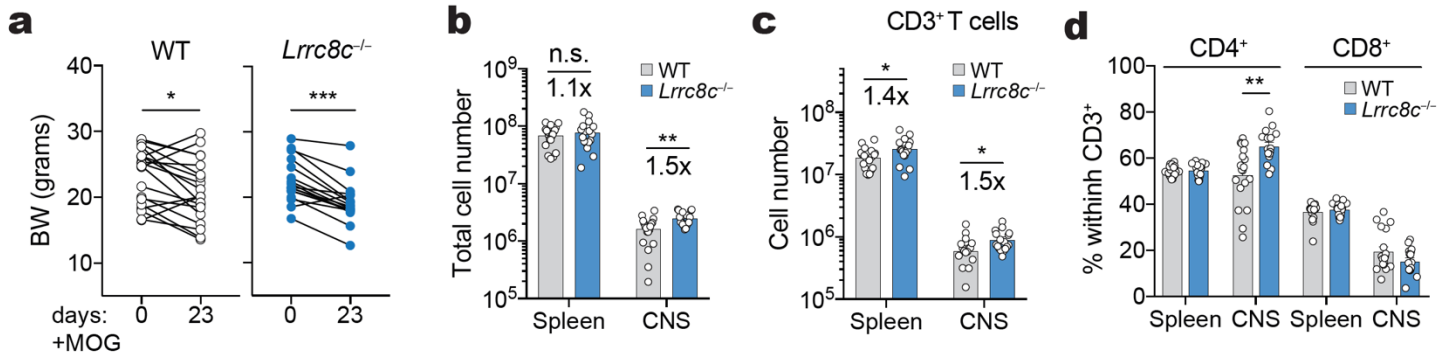 a
WT
Lrrc8c–/–
*
***
40
30
20
10
BW (grams)
days:
0
23
0
23
+MOG
b
n.s.
1.1x
**
1.5x
WT
Lrrc8c–/–
10⁹
10⁸
10⁷
10⁶
10⁵
Total cell number
Spleen
CNS
c
CD3⁺ T cells
*
1.4x
*
1.5x
WT
Lrrc8c–/–
10⁸
10⁷
10⁶
10⁵
Cell number
Spleen
CNS
d
CD4⁺
CD8⁺
**
WT
Lrrc8c–/–
100
80
60
40
20
0
% withinh CD3⁺
Spleen
CNS
Spleen
CNS